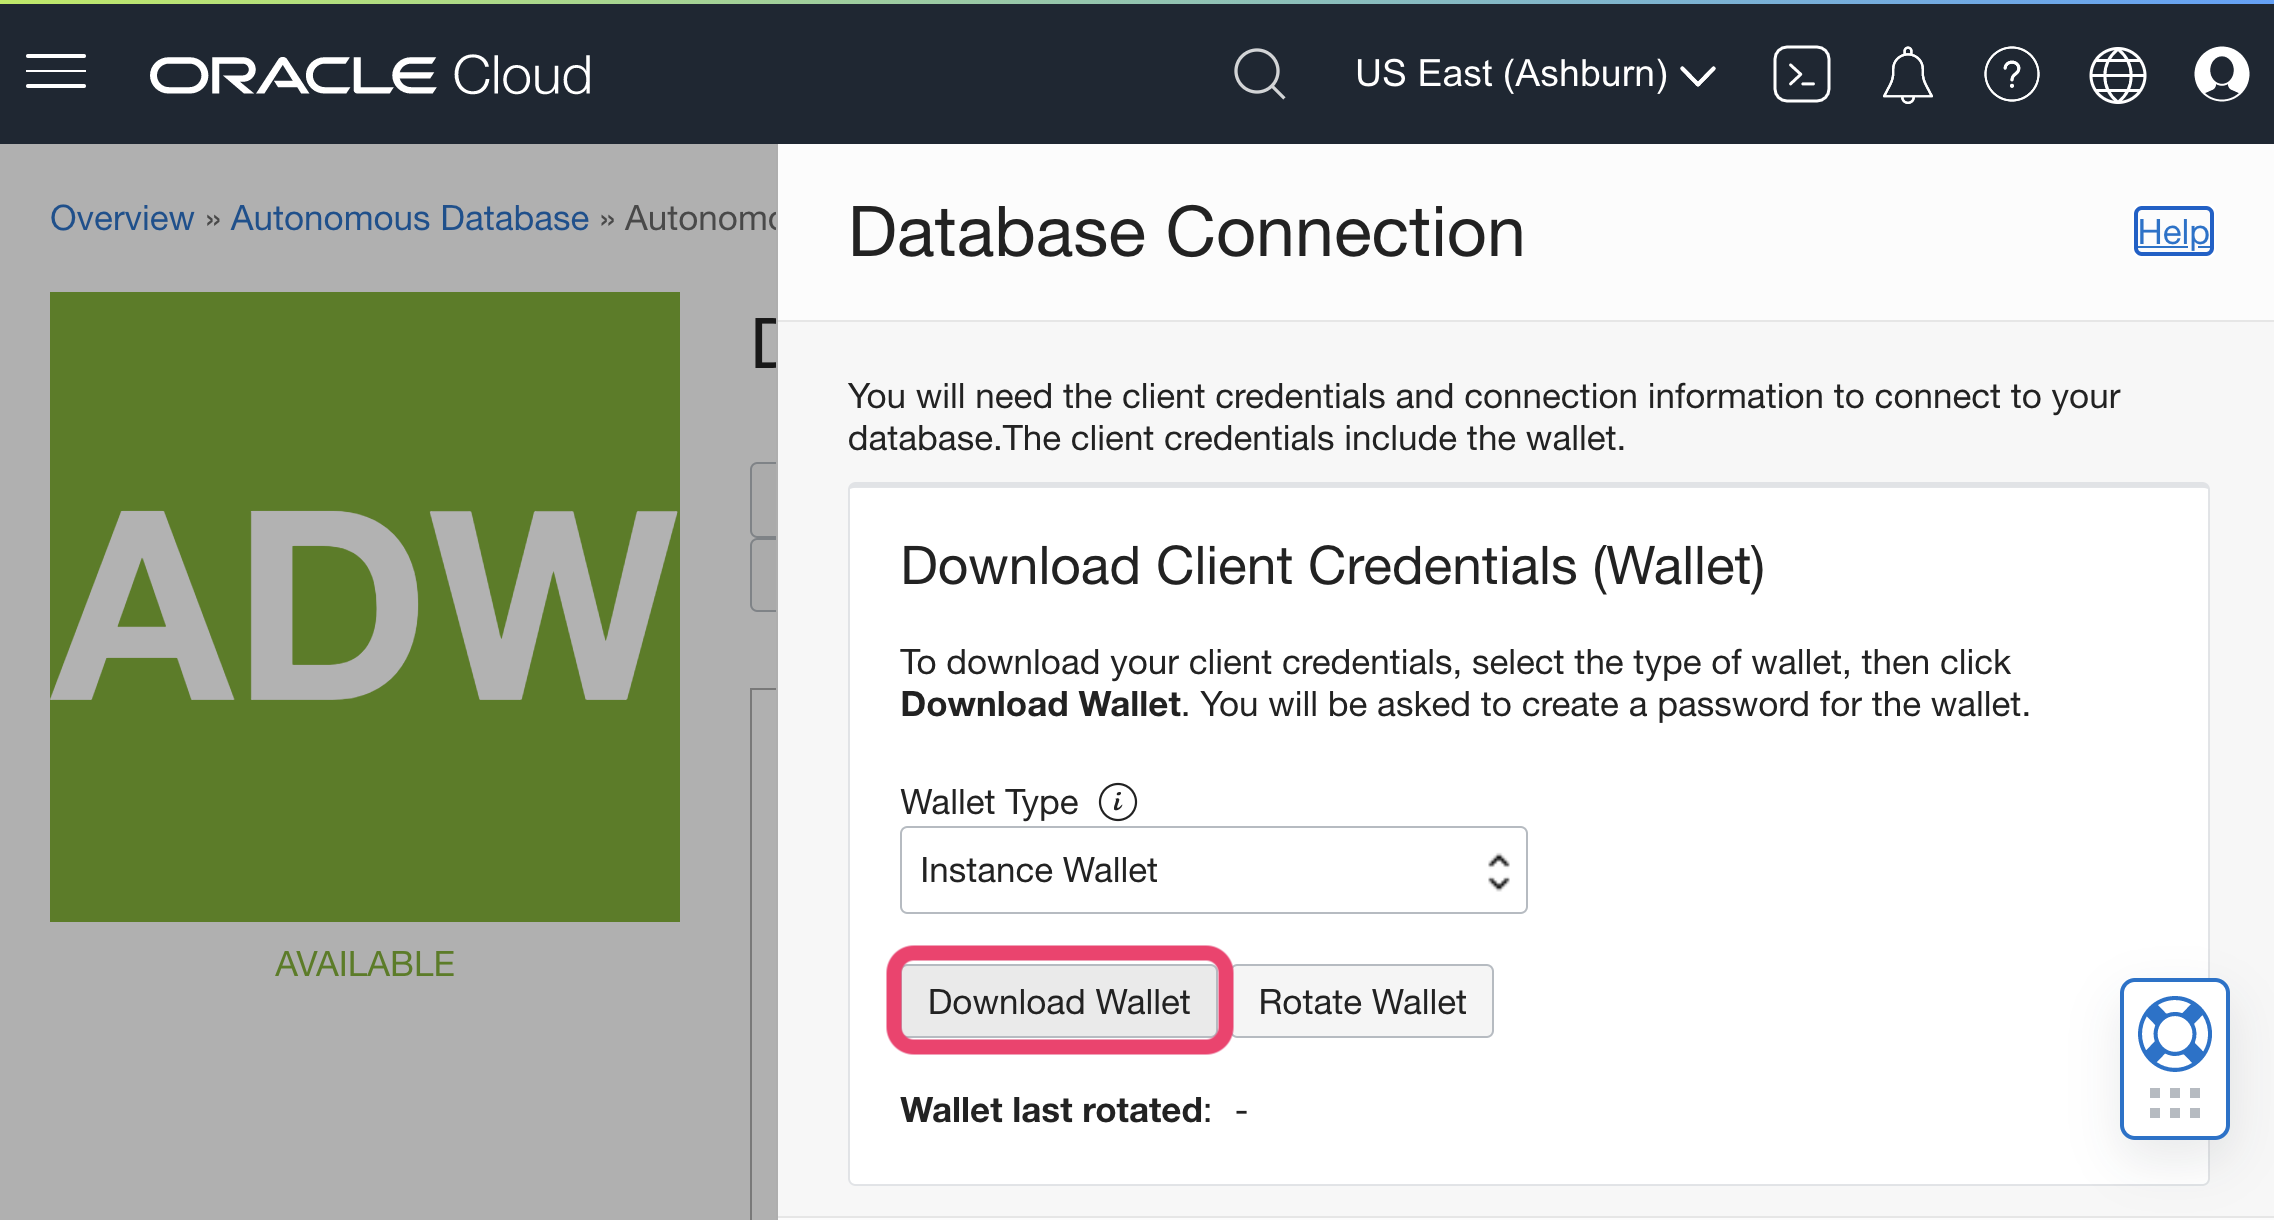 ORACLE Cloud
US East (Ashburn)
Overview » Autonomous Database »
Database Connection
Help
You will need the client credentials and connection information to connect to your
database.The client credentials include the wallet.
ADW
AVAILABLE
Download Client Credentials (Wallet)
To download your client credentials, select the type of wallet, then click
Download Wallet. You will be asked to create a password for the wallet.
Wallet Type i
Instance Wallet
Download Wallet
Rotate Wallet
Wallet last rotated: -